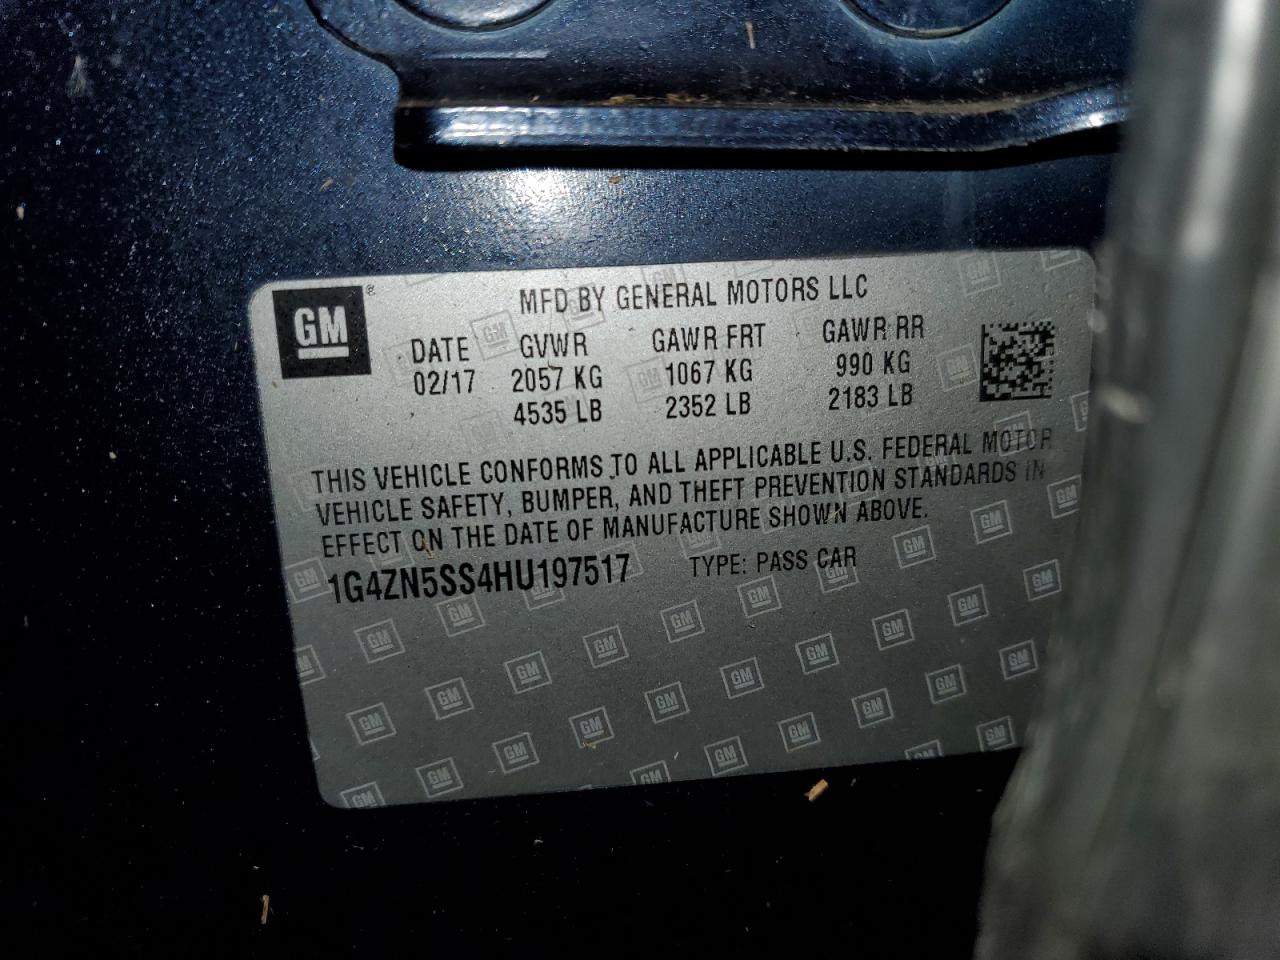 GM ®
MFD BY GENERAL MOTORS LLC
DATE GVWR GAWR FRT GAWR RR
02/17 2057 KG 1067 KG 990 KG
4535 LB 2352 LB 2183 LB
THIS VEHICLE CONFORMS TO ALL APPLICABLE U.S. FEDERAL MOTOR
VEHICLE SAFETY, BUMPER, AND THEFT PREVENTION STANDARDS IN
EFFECT ON THE DATE OF MANUFACTURE SHOWN ABOVE.
1G4ZN5SS4HU197517 TYPE: PASS CAR